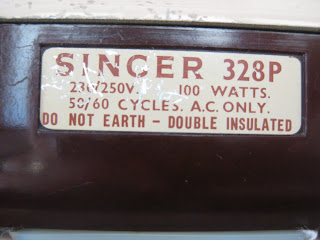 SINGER 328P
230/250V. 100 WATTS.
50/60 CYCLES. A.C. ONLY.
DO NOT EARTH - DOUBLE INSULATED